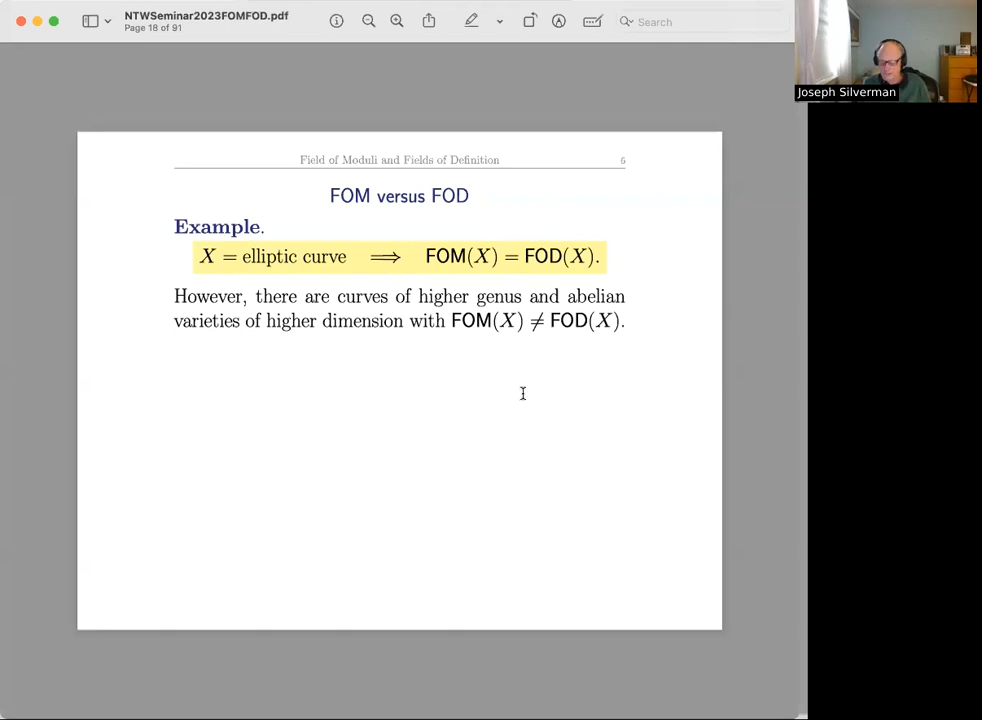 NTWSeminar2023FOMFOD.pdf
Page 18 of 91
Search
Joseph Silverman
Field of Moduli and Fields of Definition 6
FOM versus FOD
Example.
X = elliptic curve ⟹ FOM(X) = FOD(X).
However, there are curves of higher genus and abelian
varieties of higher dimension with FOM(X) ≠ FOD(X).